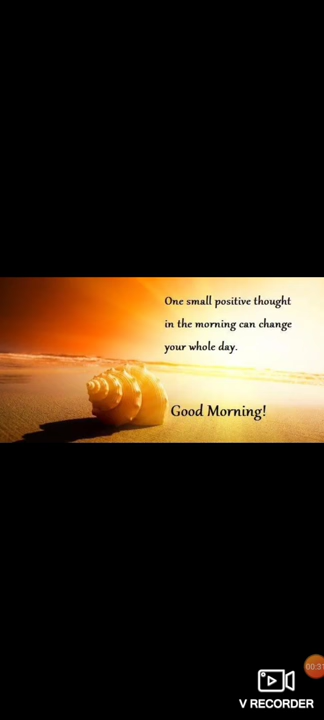 One small positive thought
in the morning can change
your whole day.
Good Morning!
00:31
V RECORDER